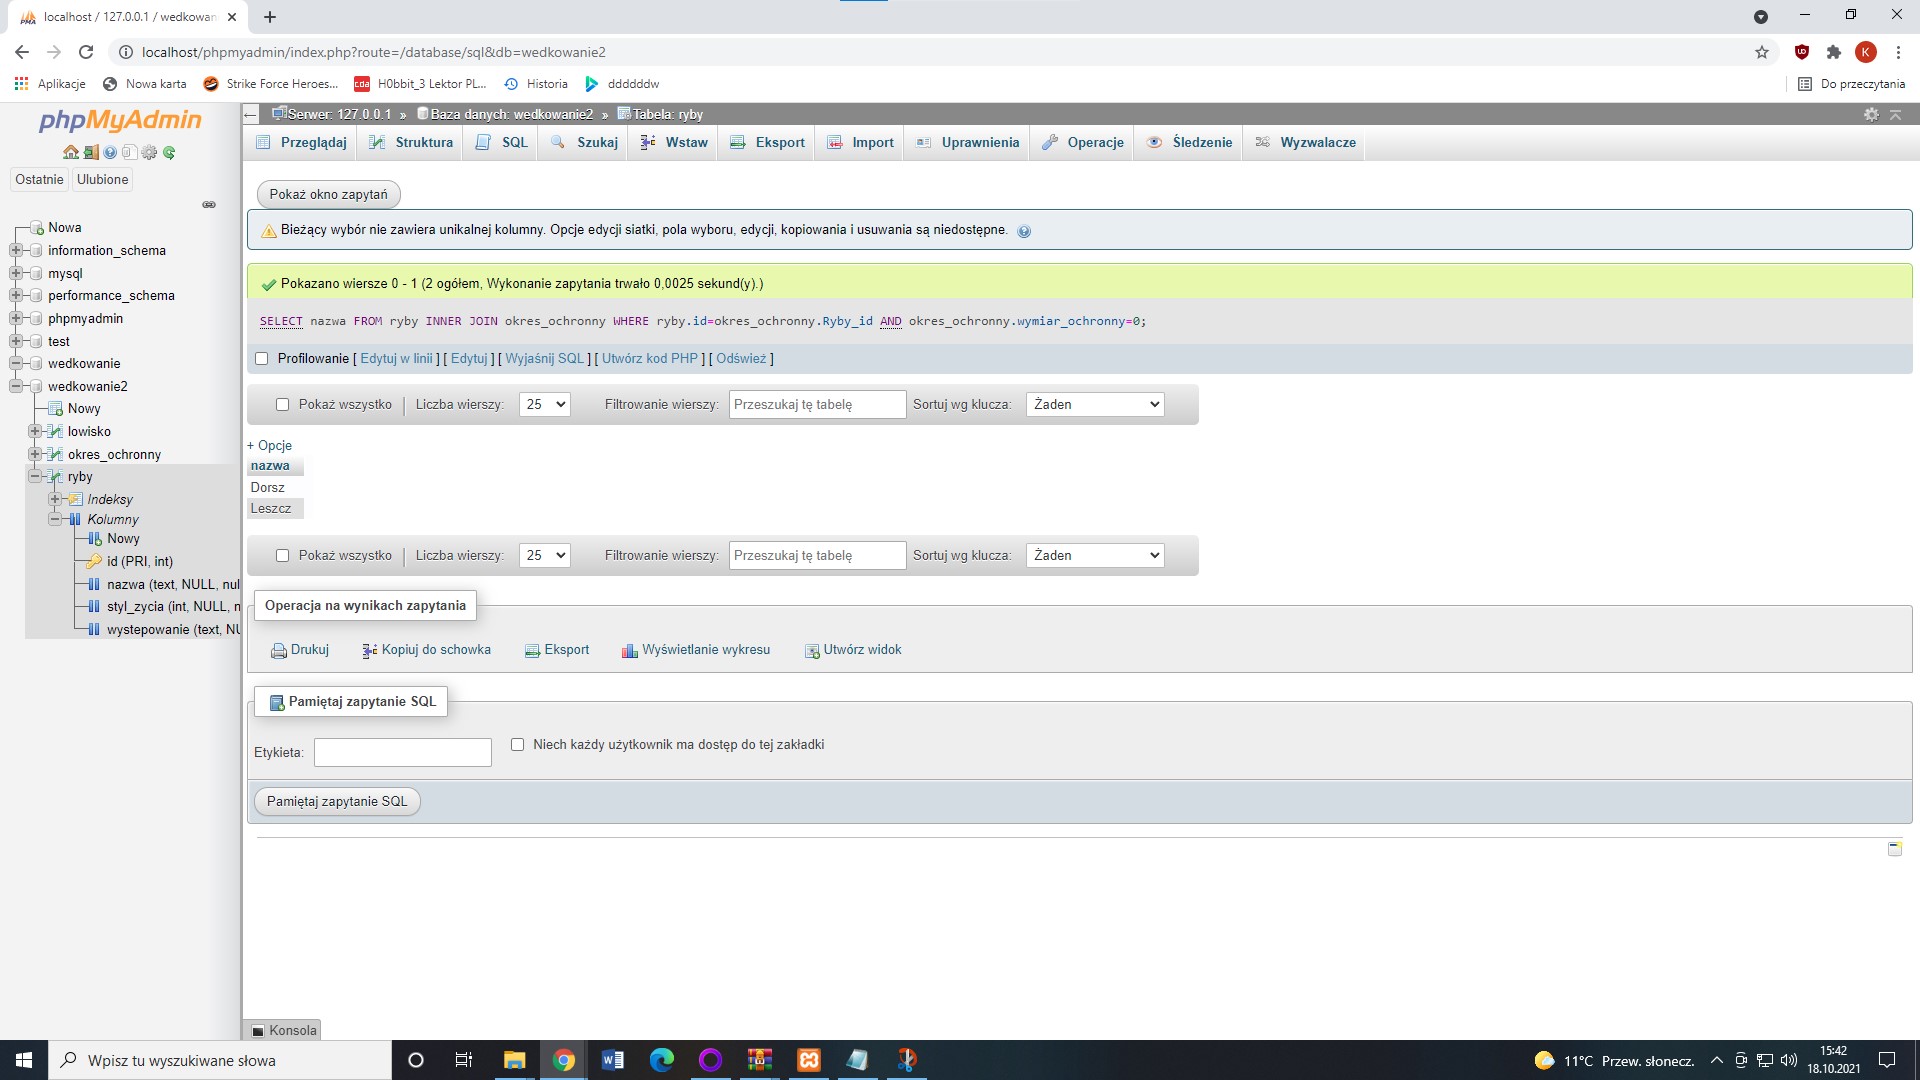 localhost / 127.0.0.1 / wedkowan
localhost/phpmyadmin/index.php?route=/database/sql&db=wedkowanie2
K
Aplikacje
Nowa karta
Strike Force Heroes...
cda
H0bbit_3 Lektor PL...
Historia
ddddddw
Do przeczytania
phpMyAdmin
Serwer: 127.0.0.1 » Baza danych: wedkowanie2 » Tabela: ryby
Przeglądaj Struktura SQL Szukaj Wstaw Eksport Import Uprawnienia Operacje Śledzenie Wyzwalacze
Ostatnie Ulubione
Nowa
information_schema
mysql
performance_schema
phpmyadmin
test
wedkowanie
wedkowanie2
Nowy
lowisko
okres_ochronny
ryby
Indeksy
Kolumny
Nowy
id (PRI, int)
nazwa (text, NULL, nul
styl_zycia (int, NULL, n
wystepowanie (text, NU
Pokaż okno zapytań
Bieżący wybór nie zawiera unikalnej kolumny. Opcje edycji siatki, pola wyboru, edycji, kopiowania i usuwania są niedostępne.
Pokazano wiersze 0 - 1 (2 ogółem, Wykonanie zapytania trwało 0,0025 sekund(y).)
SELECT nazwa FROM ryby INNER JOIN okres_ochronny WHERE ryby.id=okres_ochronny.Ryby_id AND okres_ochronny.wymiar_ochronny=0;
Profilowanie [ Edytuj w linii ] [ Edytuj ] [ Wyjaśnij SQL ] [ Utwórz kod PHP ] [ Odśwież ]
Pokaż wszystko | Liczba wierszy: 25 Filtrowanie wierszy: Przeszukaj tę tabelę Sortuj wg klucza: Żaden
+ Opcje
nazwa
Dorsz
Leszcz
Pokaż wszystko | Liczba wierszy: 25 Filtrowanie wierszy: Przeszukaj tę tabelę Sortuj wg klucza: Żaden
Operacja na wynikach zapytania
Drukuj Kopiuj do schowka Eksport Wyświetlanie wykresu Utwórz widok
Pamiętaj zapytanie SQL
Etykieta: Niech każdy użytkownik ma dostęp do tej zakładki
Pamiętaj zapytanie SQL
Konsola
Wpisz tu wyszukiwane słowa
11°C Przew. słonecz.
15:42
18.10.2021